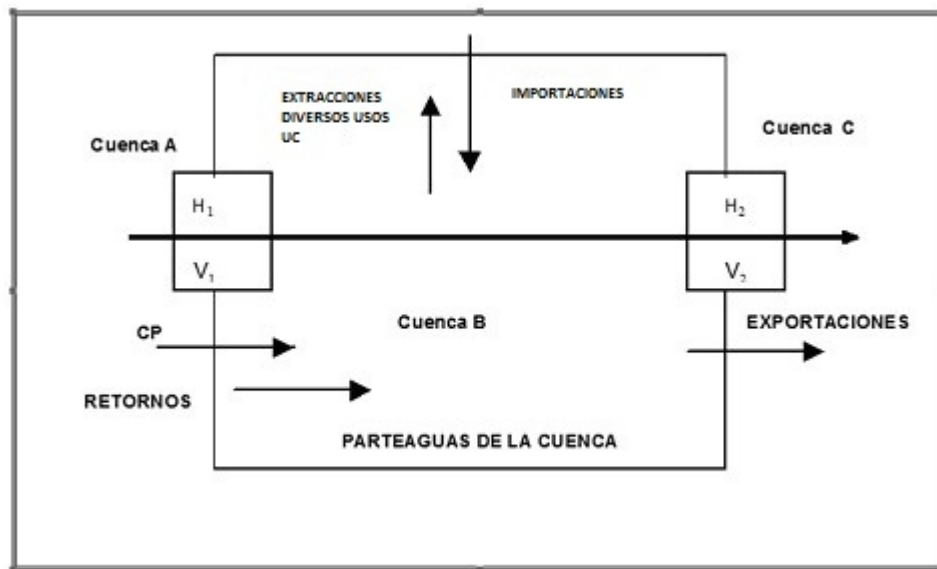 EXTRACCIONES
DIVERSOS USOS
UC
IMPORTACIONES
Cuenca A
Cuenca C
H₁
H₂
V₁
V₂
CP
Cuenca B
EXPORTACIONES
RETORNOS
PARTEAGUAS DE LA CUENCA